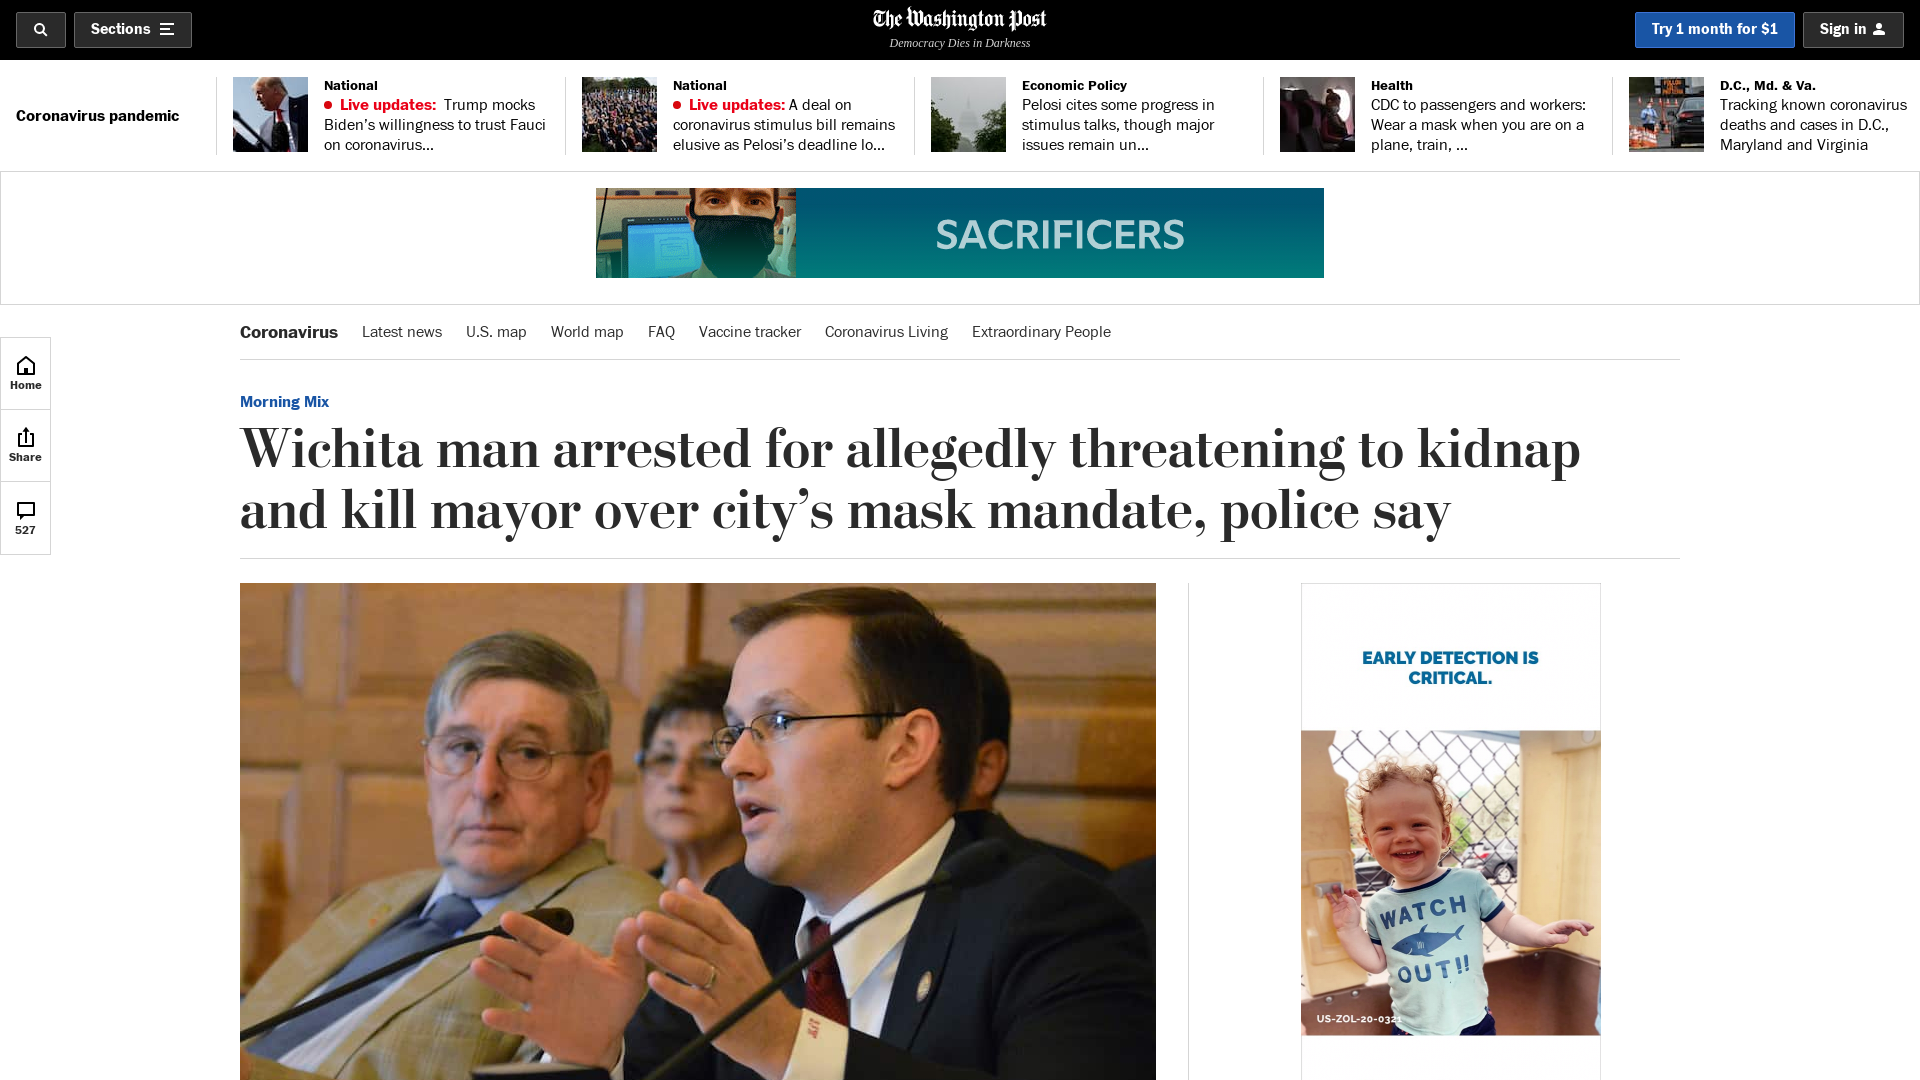 Sections
The Washington Post
Democracy Dies in Darkness
Try 1 month for $1
Sign in
Coronavirus pandemic
National
Live updates: Trump mocks
Biden’s willingness to trust Fauci
on coronavirus...
National
Live updates: A deal on
coronavirus stimulus bill remains
elusive as Pelosi’s deadline lo...
Economic Policy
Pelosi cites some progress in
stimulus talks, though major
issues remain un...
Health
CDC to passengers and workers:
Wear a mask when you are on a
plane, train, ...
D.C., Md. & Va.
Tracking known coronavirus
deaths and cases in D.C.,
Maryland and Virginia
SACRIFICERS
Coronavirus
Latest news
U.S. map
World map
FAQ
Vaccine tracker
Coronavirus Living
Extraordinary People
Home
Share
527
Morning Mix
Wichita man arrested for allegedly threatening to kidnap
and kill mayor over city’s mask mandate, police say
EARLY DETECTION IS
CRITICAL.
WATCH
OUT!!
US-ZOL-20-0321